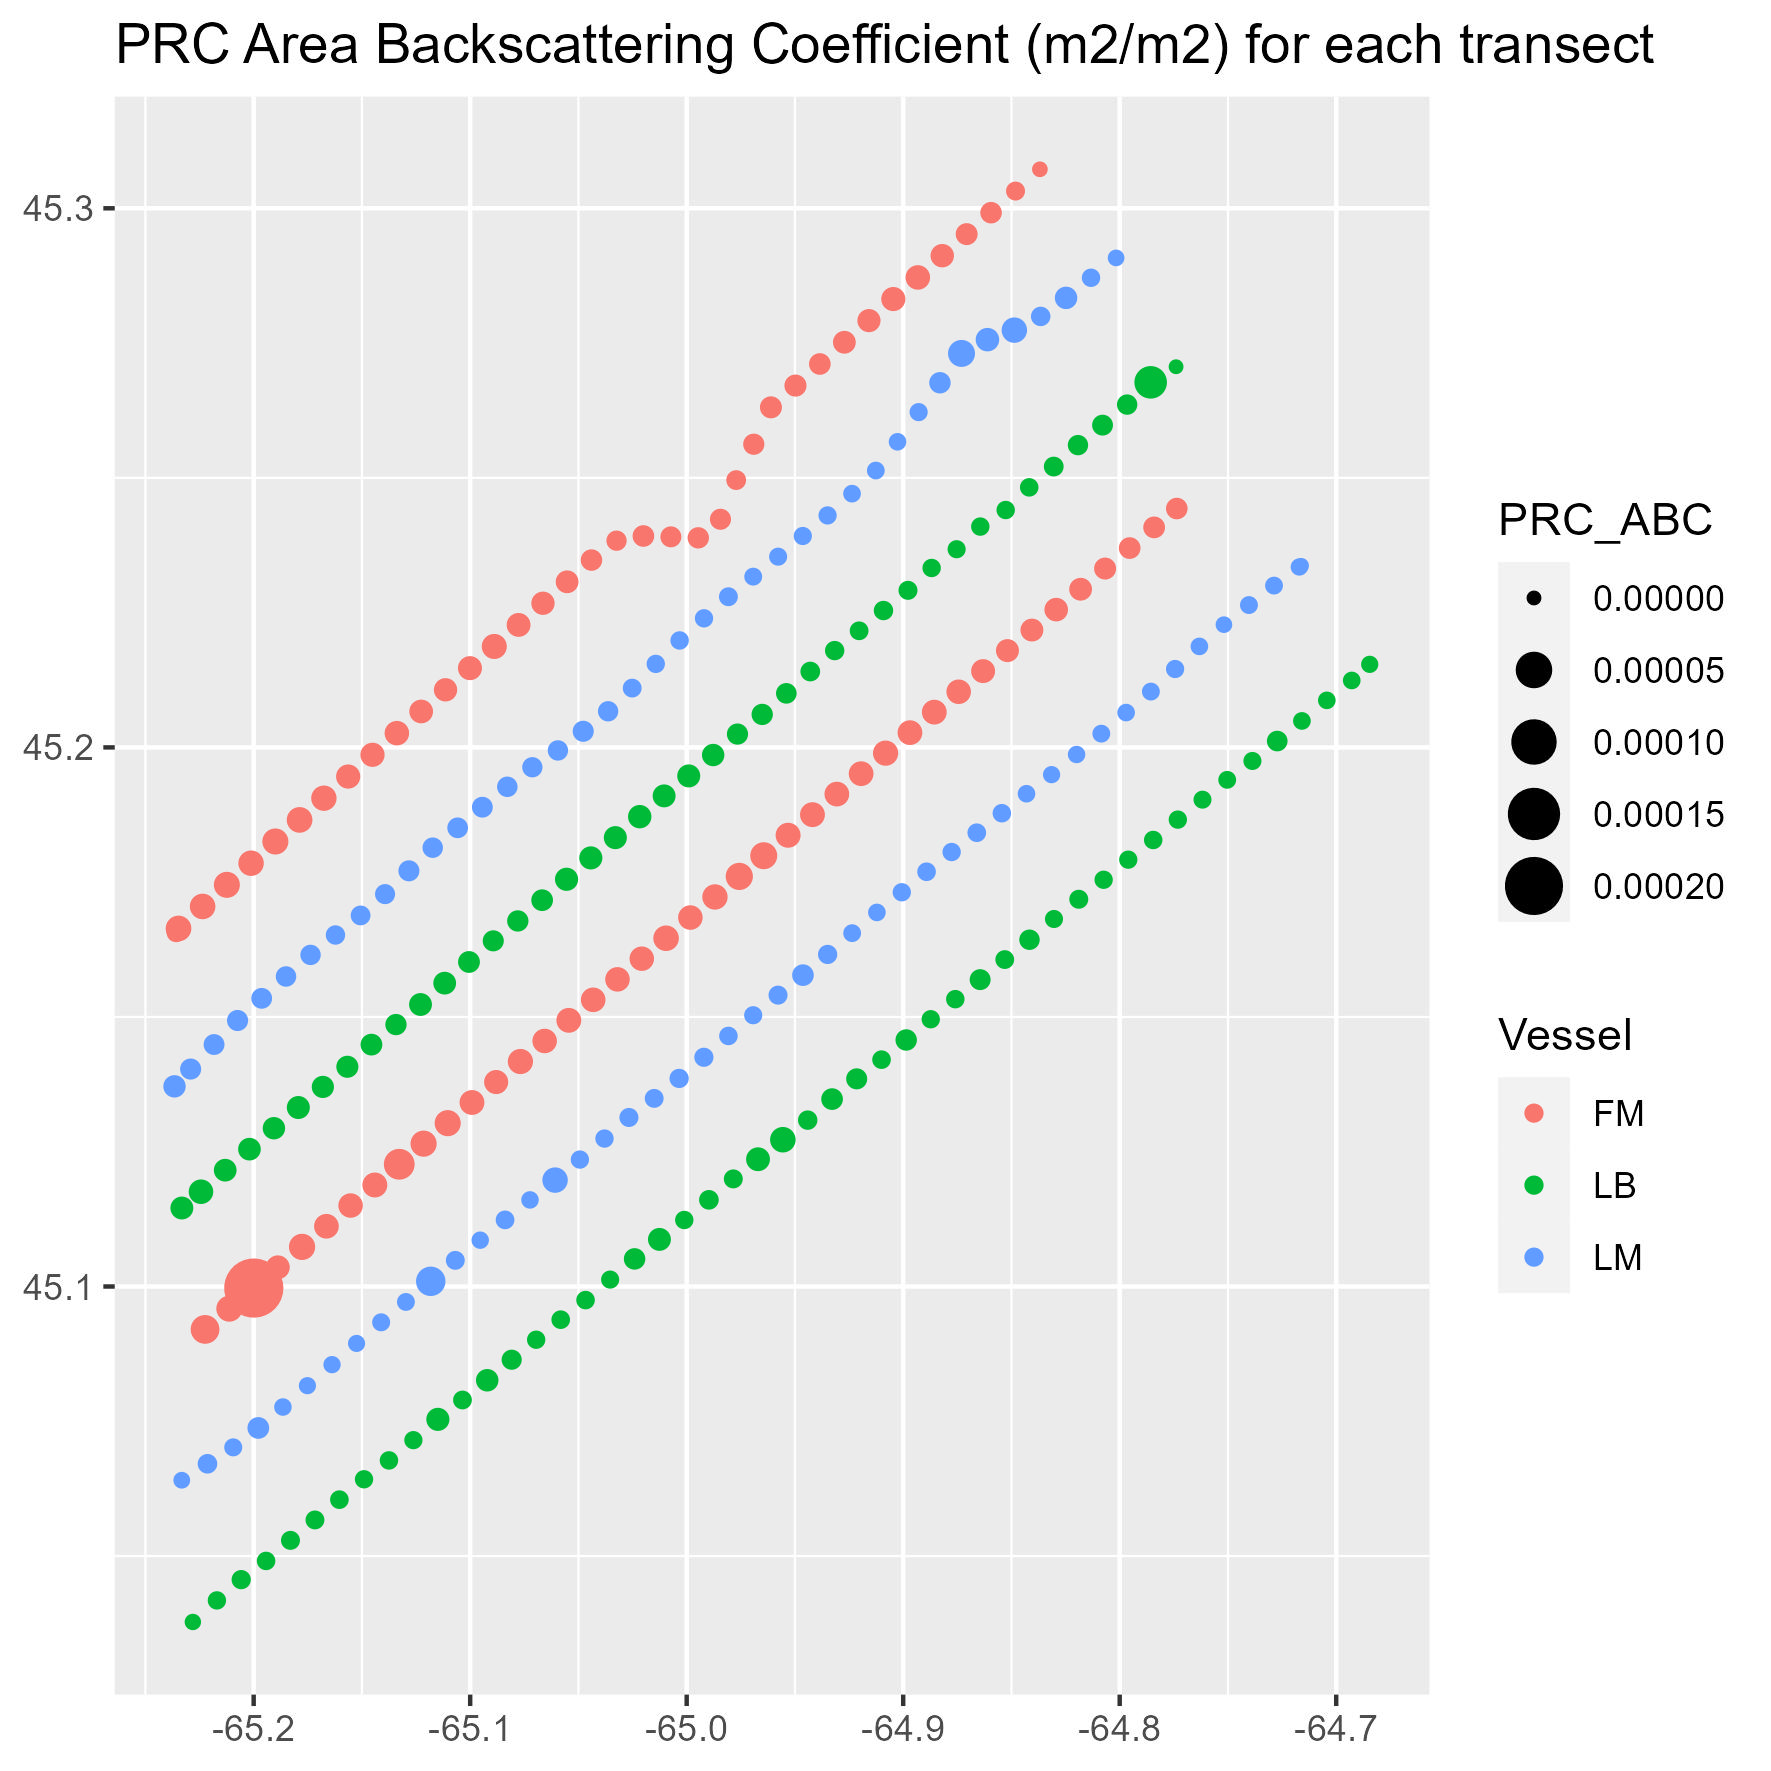 PRC Area Backscattering Coefficient (m2/m2) for each transect
45.3
45.2
45.1
-65.2
-65.1
-65.0
-64.9
-64.8
-64.7
PRC_ABC
0.00000
0.00005
0.00010
0.00015
0.00020
Vessel
FM
LB
LM